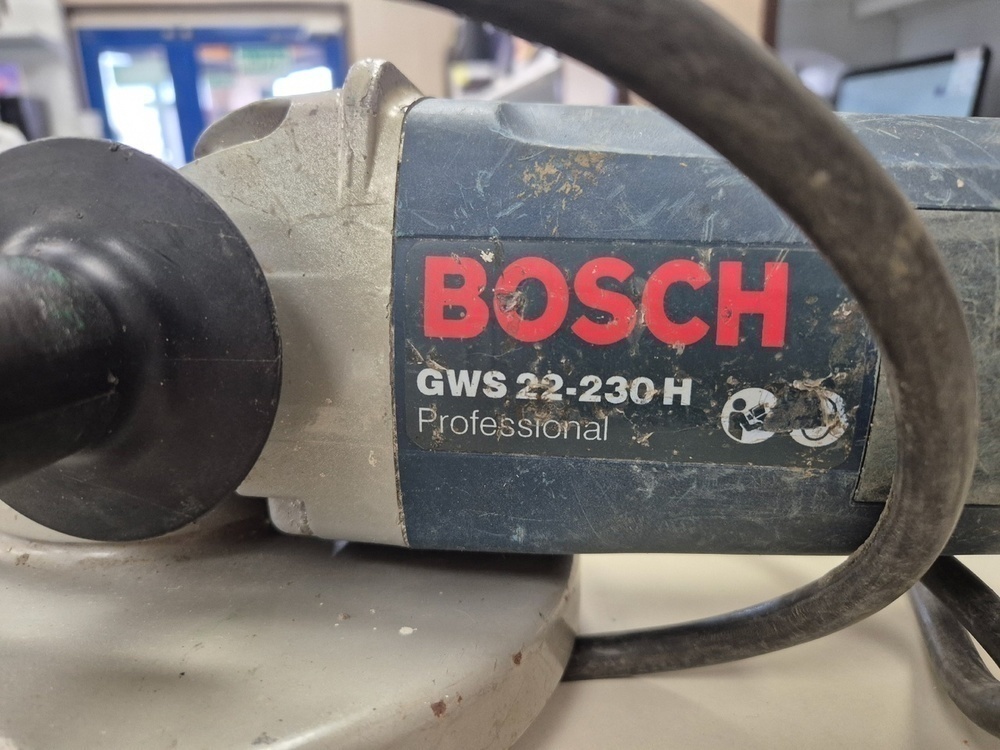 BOSCH
GWS 22-230 H
Professional